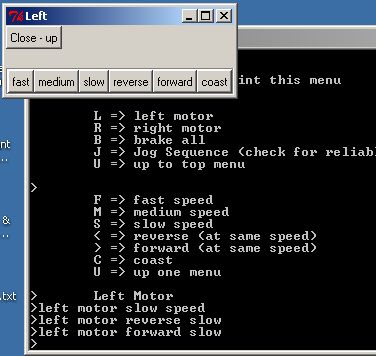 Left
Close - up
fast medium slow reverse forward coast
int this menu
L => left motor
R => right motor
B => brake all
J => Jog Sequence (check for reliab
U => up to top menu
>
F => fast speed
M => medium speed
S => slow speed
< => reverse (at same speed)
> => forward (at same speed)
C => coast
U => up one menu
> Left Motor
>left motor slow speed
>left motor reverse slow
>left motor forward slow
>
nt
..
&
..
.txt